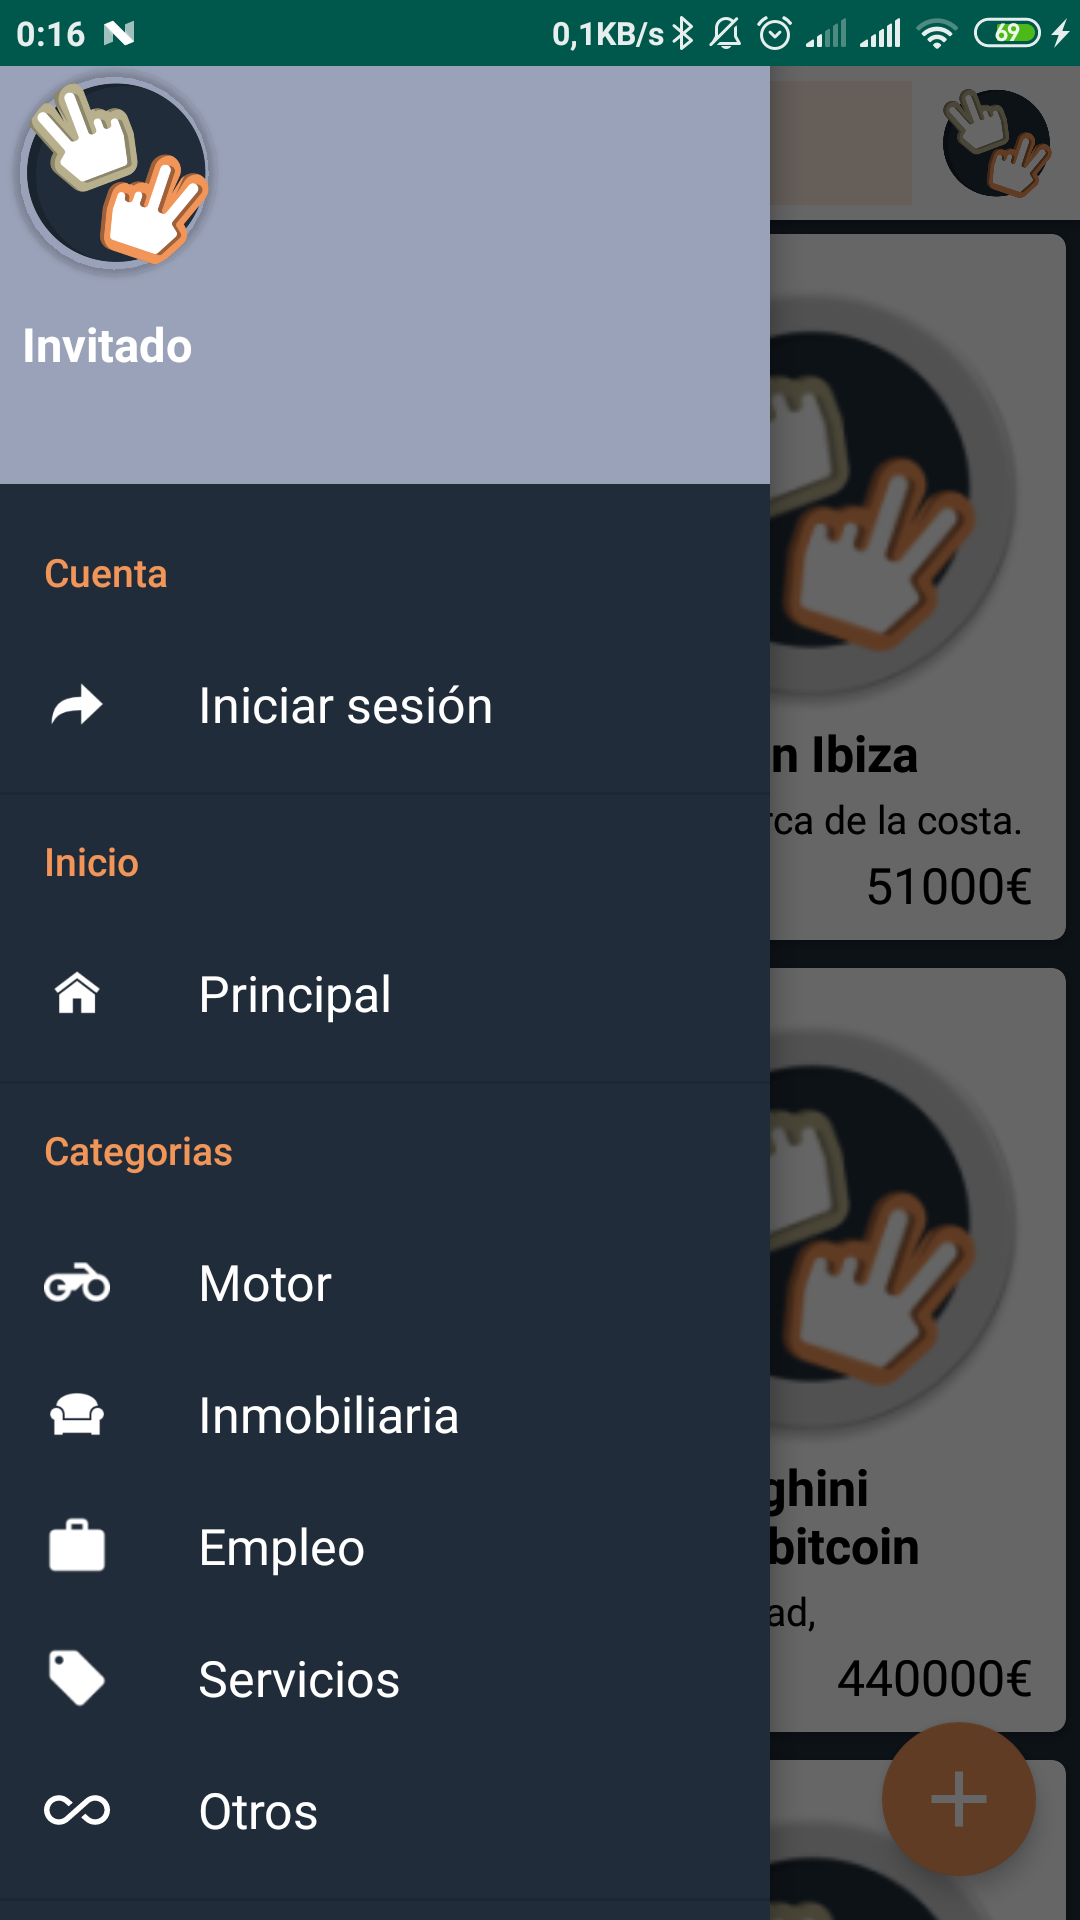 0:16 0,1KB/s 69
Invitado
Cuenta
Iniciar sesión
Inicio
Principal
Categorias
Motor
Inmobiliaria
Empleo
Servicios
Otros
n Ibiza
rca de la costa.
51000€
ghini
bitcoin
ad,
440000€